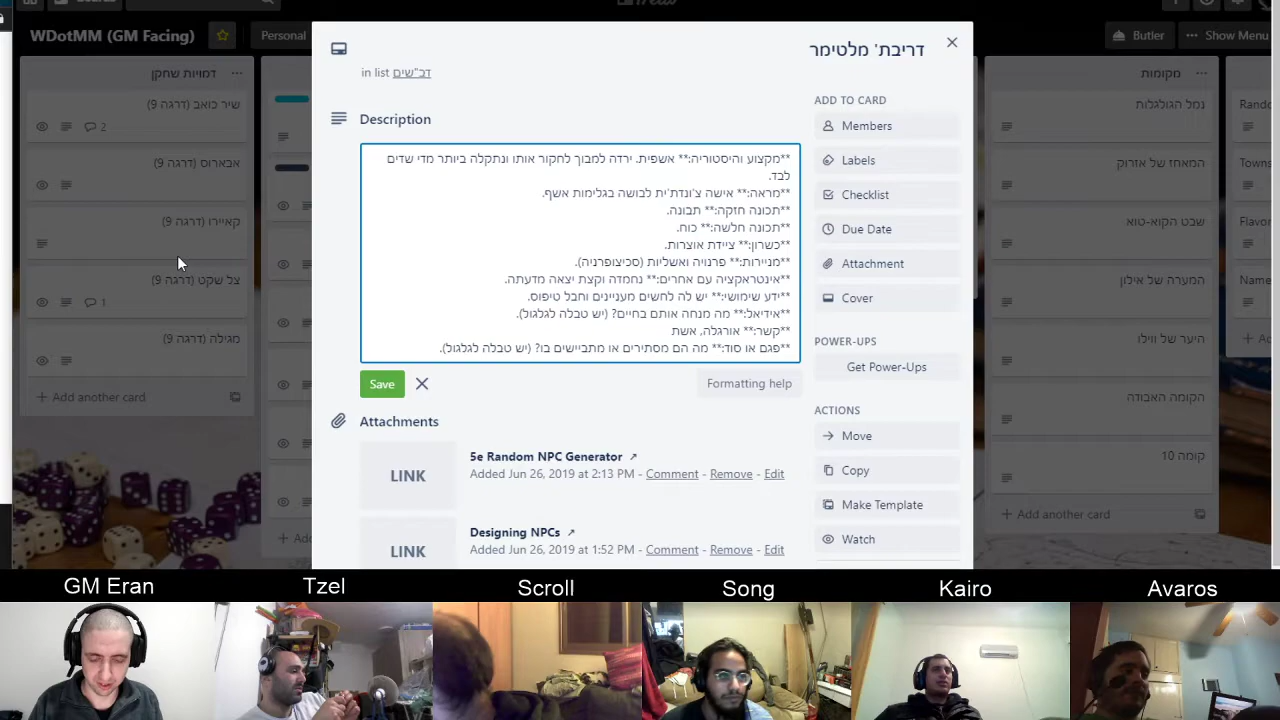 WDotMM (GM Facing)
Personal
Butler
Show Menu
דמויות שחקן
שיר כואב (דרגה 9)
2
אבארוס (דרגה 9)
קאיירו (דרגה 9)
צל שקט (דרגה 9)
1
מגילה (דרגה 9)
+ Add another card
דריבת' מלטימר
in list דב"שים
Description
**מקצוע והיסטוריה:** אשפית. ירדה למבוך לחקור אותו ונתקלה ביותר מדי שדים
לבד.
**מראה:** אישה צ'ונדת'ית לבושה בגלימות אשף.
**תכונה חזקה:** תבונה.
**תכונה חלשה:** כוח.
**כשרון:** ציידת אוצרות.
**מניירות:** פרנויה ואשליות (סכיצופרניה).
**אינטראקציה עם אחרים:** נחמדה וקצת יצאה מדעתה.
**ידע שימושי:** יש לה לחשים מעניינים וחבל טיפוס.
**אידיאל:** מה מנחה אותם בחיים? (יש טבלה לגלגול).
**קשר:** אורגלה, אשת
**פגם או סוד:** מה הם מסתירים או מתביישים בו? (יש טבלה לגלגול).
Save
Formatting help
Attachments
LINK
5e Random NPC Generator ↗
Added Jun 26, 2019 at 2:13 PM - Comment - Remove - Edit
LINK
Designing NPCs ↗
Added Jun 26, 2019 at 1:52 PM - Comment - Remove - Edit
ADD TO CARD
Members
Labels
Checklist
Due Date
Attachment
Cover
POWER-UPS
Get Power-Ups
ACTIONS
Move
Copy
Make Template
Watch
מקומות
נמל הגולגלות
המאחז של אזרוק
שבט הקוא-טוא
המערה של אילון
היער של ווילו
הקומה האבודה
קומה 10
+ Add another card
GM Eran
Tzel
Scroll
Song
Kairo
Avaros